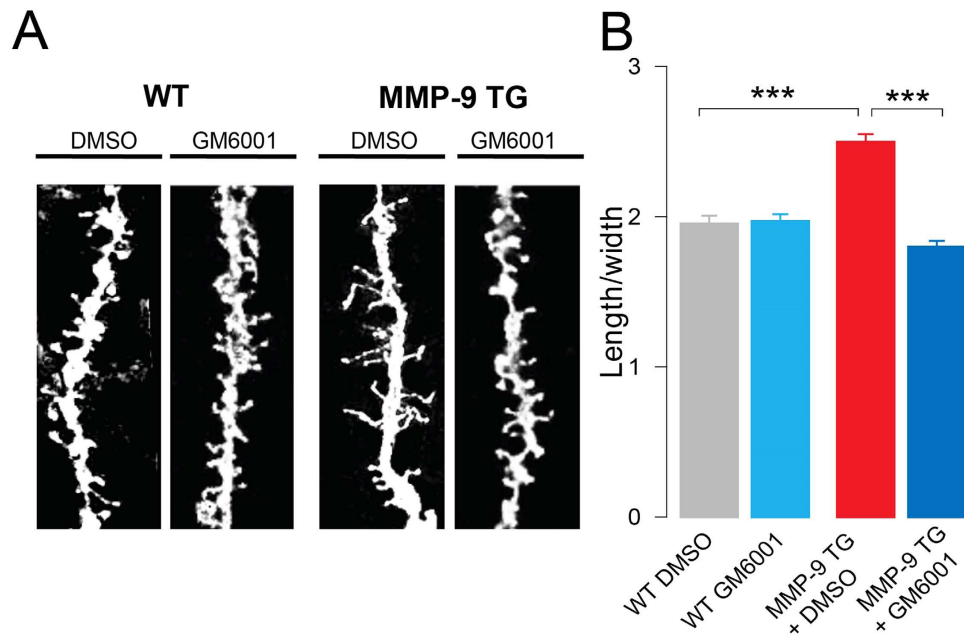 A
WT
MMP-9 TG
DMSO
GM6001
DMSO
GM6001
B
3
2
1
0
Length/width
***
***
WT DMSO
WT GM6001
MMP-9 TG
+ DMSO
MMP-9 TG
+ GM6001